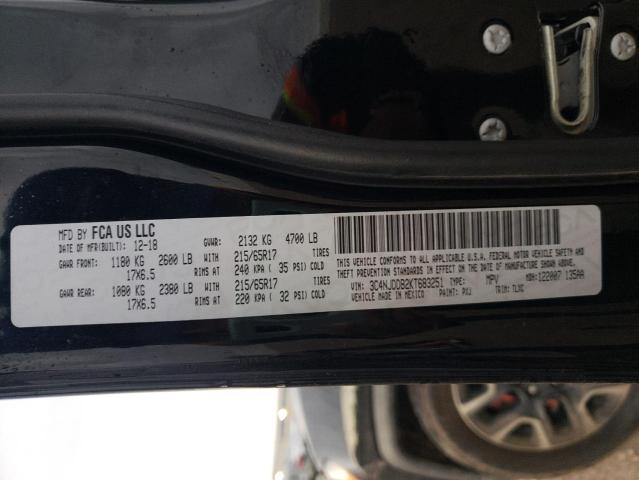 MFD BY FCA US LLC
DATE OF MFR(BUILT): 12-18 GVWR: 2132 KG 4700 LB
GAWR FRONT: 1180 KG 2600 LB WITH 215/65R17 TIRES
17X6.5 RIMS AT 240 KPA ( 35 PSI) COLD
GAWR REAR: 1080 KG 2380 LB WITH 215/65R17 TIRES
17X6.5 RIMS AT 220 KPA ( 32 PSI) COLD
THIS VEHICLE CONFORMS TO ALL APPLICABLE U.S.A. FEDERAL MOTOR VEHICLE SAFETY AND
THEFT PREVENTION STANDARDS IN EFFECT ON THE DATE OF MANUFACTURE SHOWN ABOVE.
VIN: 3C4NJDDB2KT683251 TYPE: MPV MDH: 122007 135AA
VEHICLE MADE IN MEXICO PAINT: PXJ TRIM: